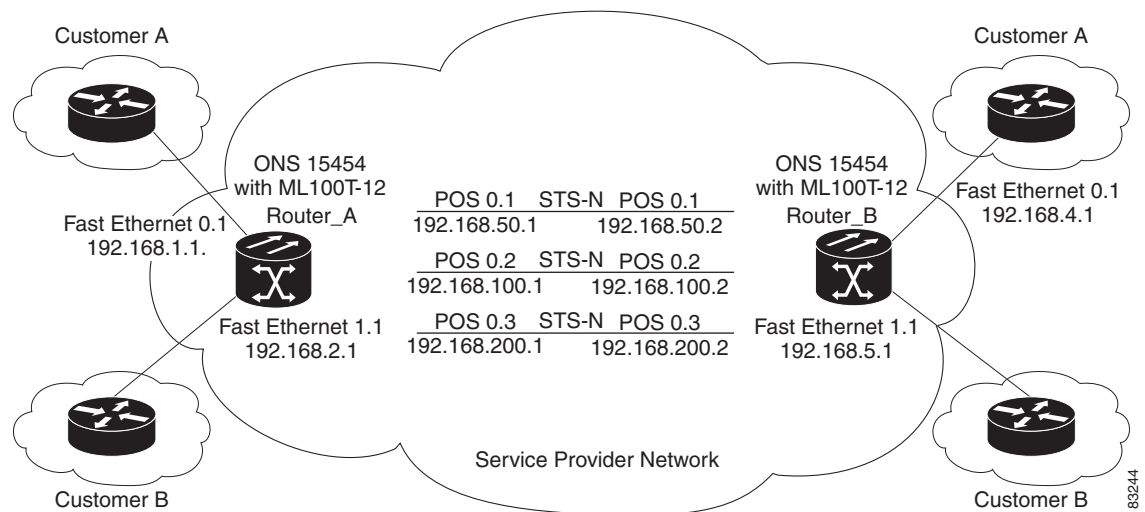 Customer A
Customer A
ONS 15454
with ML100T-12
Router_A
ONS 15454
with ML100T-12
Router_B
Fast Ethernet 0.1
192.168.1.1.
Fast Ethernet 0.1
192.168.4.1
POS 0.1 STS-N POS 0.1
192.168.50.1 192.168.50.2
POS 0.2 STS-N POS 0.2
192.168.100.1 192.168.100.2
POS 0.3 STS-N POS 0.3
192.168.200.1 192.168.200.2
Fast Ethernet 1.1
192.168.2.1
Fast Ethernet 1.1
192.168.5.1
Service Provider Network
Customer B
Customer B
83244